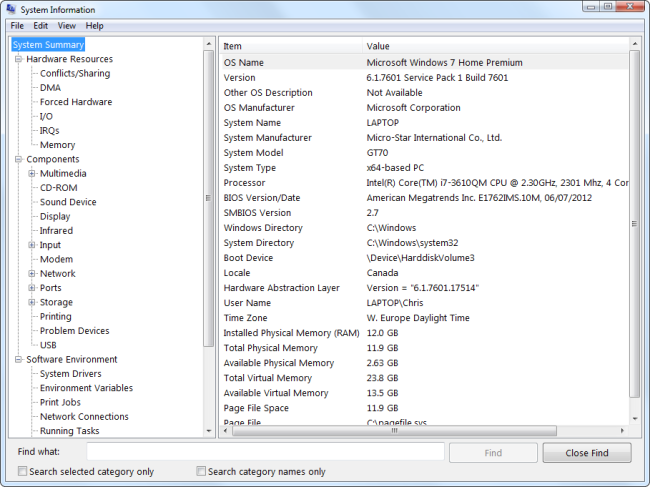 System Information
File Edit View Help
System Summary
Hardware Resources
Conflicts/Sharing
DMA
Forced Hardware
I/O
IRQs
Memory
Components
Multimedia
CD-ROM
Sound Device
Display
Infrared
Input
Modem
Network
Ports
Storage
Printing
Problem Devices
USB
Software Environment
System Drivers
Environment Variables
Print Jobs
Network Connections
Running Tasks
Item Value
OS Name Microsoft Windows 7 Home Premium
Version 6.1.7601 Service Pack 1 Build 7601
Other OS Description Not Available
OS Manufacturer Microsoft Corporation
System Name LAPTOP
System Manufacturer Micro-Star International Co., Ltd.
System Model GT70
System Type x64-based PC
Processor Intel(R) Core(TM) i7-3610QM CPU @ 2.30GHz, 2301 Mhz, 4 Cor
BIOS Version/Date American Megatrends Inc. E1762IMS.10M, 06/07/2012
SMBIOS Version 2.7
Windows Directory C:\Windows
System Directory C:\Windows\system32
Boot Device \Device\HarddiskVolume3
Locale Canada
Hardware Abstraction Layer Version = "6.1.7601.17514"
User Name LAPTOP\Chris
Time Zone W. Europe Daylight Time
Installed Physical Memory (RAM) 12.0 GB
Total Physical Memory 11.9 GB
Available Physical Memory 2.63 GB
Total Virtual Memory 23.8 GB
Available Virtual Memory 13.5 GB
Page File Space 11.9 GB
Page File C:\pagefile.sys
Find what: Find Close Find
Search selected category only Search category names only